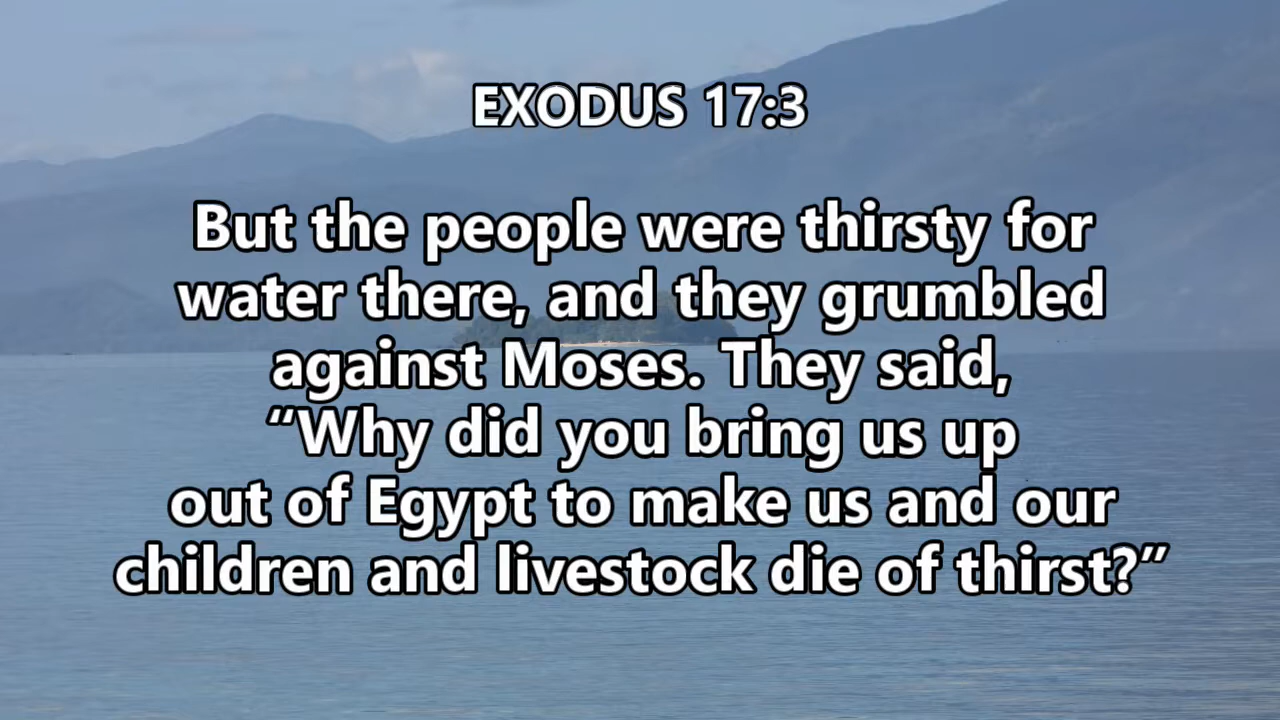 EXODUS 17:3
But the people were thirsty for
water there, and they grumbled
against Moses. They said,
“Why did you bring us up
out of Egypt to make us and our
children and livestock die of thirst?”